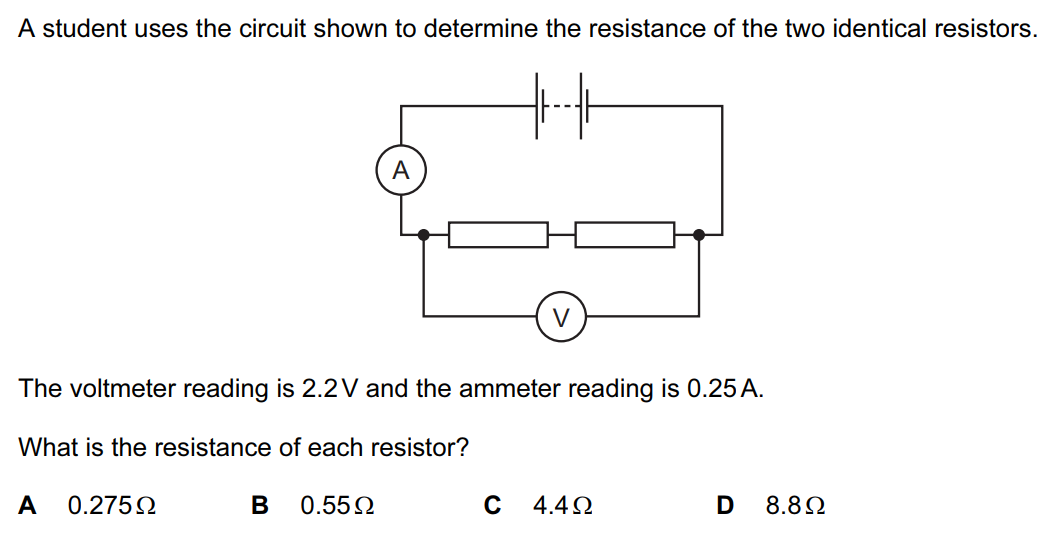 A student uses the circuit shown to determine the resistance of the two identical resistors.
A
V
The voltmeter reading is 2.2 V and the ammeter reading is 0.25 A.
What is the resistance of each resistor?
A 0.275 Ω B 0.55 Ω C 4.4 Ω D 8.8 Ω